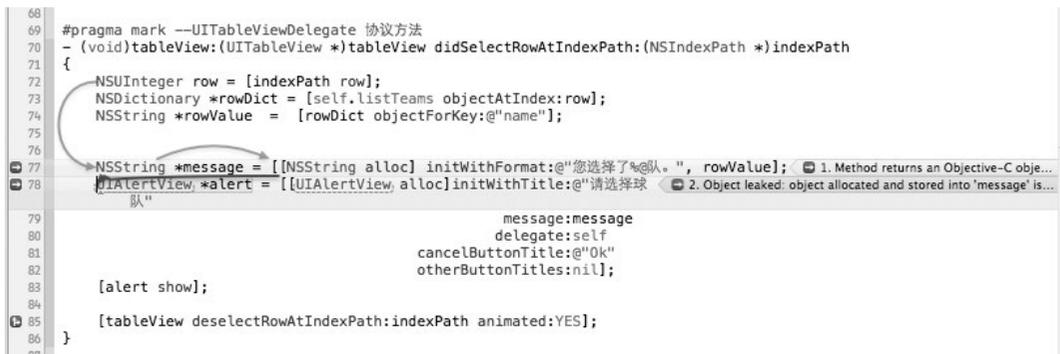 68
69 #pragma mark --UITableViewDelegate 协议方法
70 - (void)tableView:(UITableView *)tableView didSelectRowAtIndexPath:(NSIndexPath *)indexPath
71 {
72 NSUInteger row = [indexPath row];
73 NSDictionary *rowDict = [self.listTeams objectAtIndex:row];
74 NSString *rowValue = [rowDict objectForKey:@"name"];
75
76
77 NSString *message = [[NSString alloc] initWithFormat:@"您选择了%@队。", rowValue]; 1. Method returns an Objective-C obje...
78 UIAlertView *alert = [[UIAlertView alloc]initWithTitle:@"请选择球 2. Object leaked: object allocated and stored into 'message' is...
队"
79 message:message
80 delegate:self
81 cancelButtonTitle:@"Ok"
82 otherButtonTitles:nil];
83 [alert show];
84
85 [tableView deselectRowAtIndexPath:indexPath animated:YES];
86 }